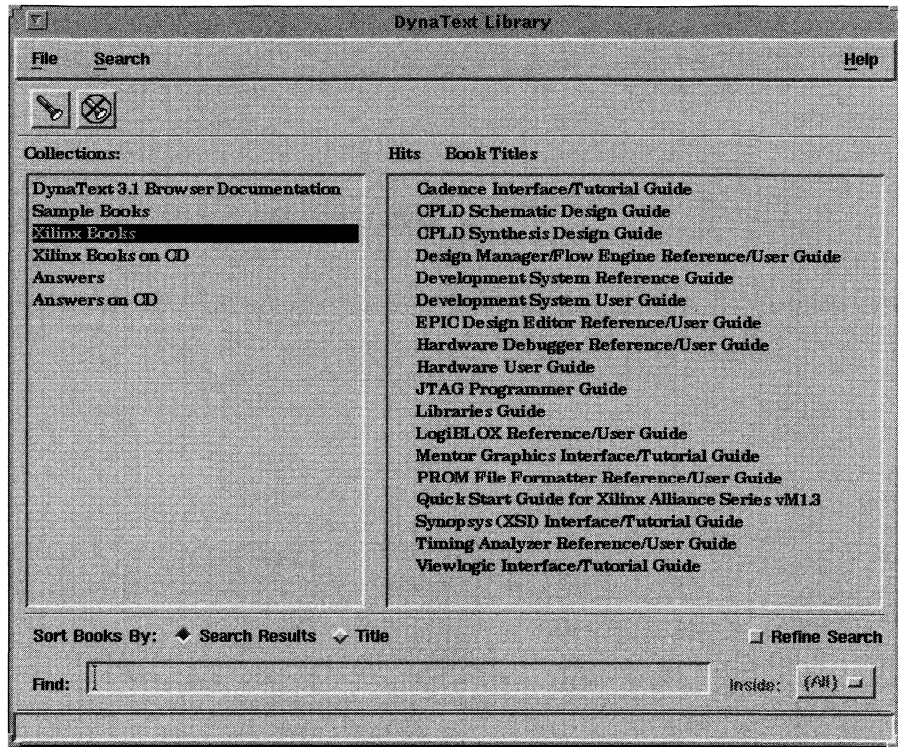 DynaText Library
File Search Help
Collections:
DynaText 3.1 Browser Documentation
Sample Books
Xilinx Books
Xilinx Books on CD
Answers
Answers on CD
Hits Book Titles
Cadence Interface/Tutorial Guide
CPLD Schematic Design Guide
CPLD Synthesis Design Guide
Design Manager/Flow Engine Reference/User Guide
Development System Reference Guide
Development System User Guide
EPIC Design Editor Reference/User Guide
Hardware Debugger Reference/User Guide
Hardware User Guide
JTAG Programmer Guide
Libraries Guide
LogiBLOX Reference/User Guide
Mentor Graphics Interface/Tutorial Guide
PROM File Formatter Reference/User Guide
Quick Start Guide for Xilinx Alliance Series vM1.3
Synopsys (XSI) Interface/Tutorial Guide
Timing Analyzer Reference/User Guide
Viewlogic Interface/Tutorial Guide
Sort Books By: Search Results Title Refine Search
Find: Inside: (All)